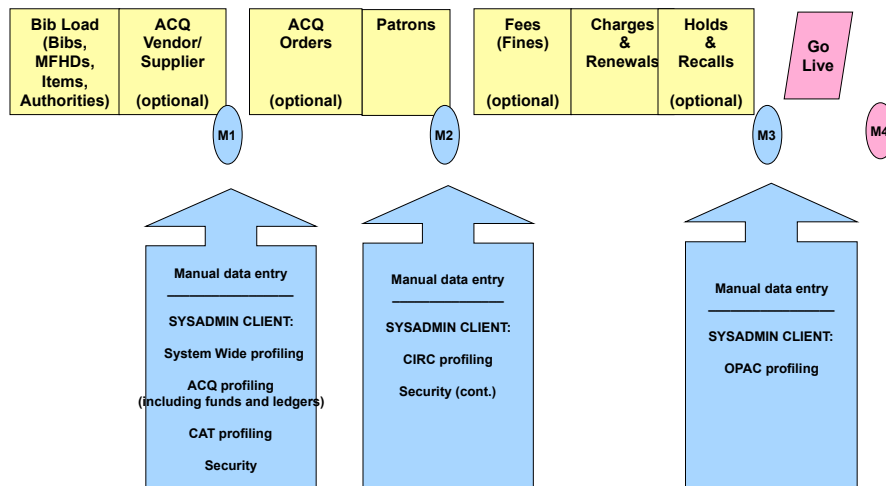 Bib Load
(Bibs,
MFHDs,
Items,
Authorities)
ACQ
Vendor/
Supplier
(optional)
ACQ
Orders
(optional)
Patrons
Fees
(Fines)
(optional)
Charges
&
Renewals
Holds
&
Recalls
(optional)
Go
Live
M1
M2
M3
M4
Manual data entry
SYSADMIN CLIENT:
System Wide profiling
ACQ profiling
(including funds and ledgers)
CAT profiling
Security
Manual data entry
SYSADMIN CLIENT:
CIRC profiling
Security (cont.)
Manual data entry
SYSADMIN CLIENT:
OPAC profiling